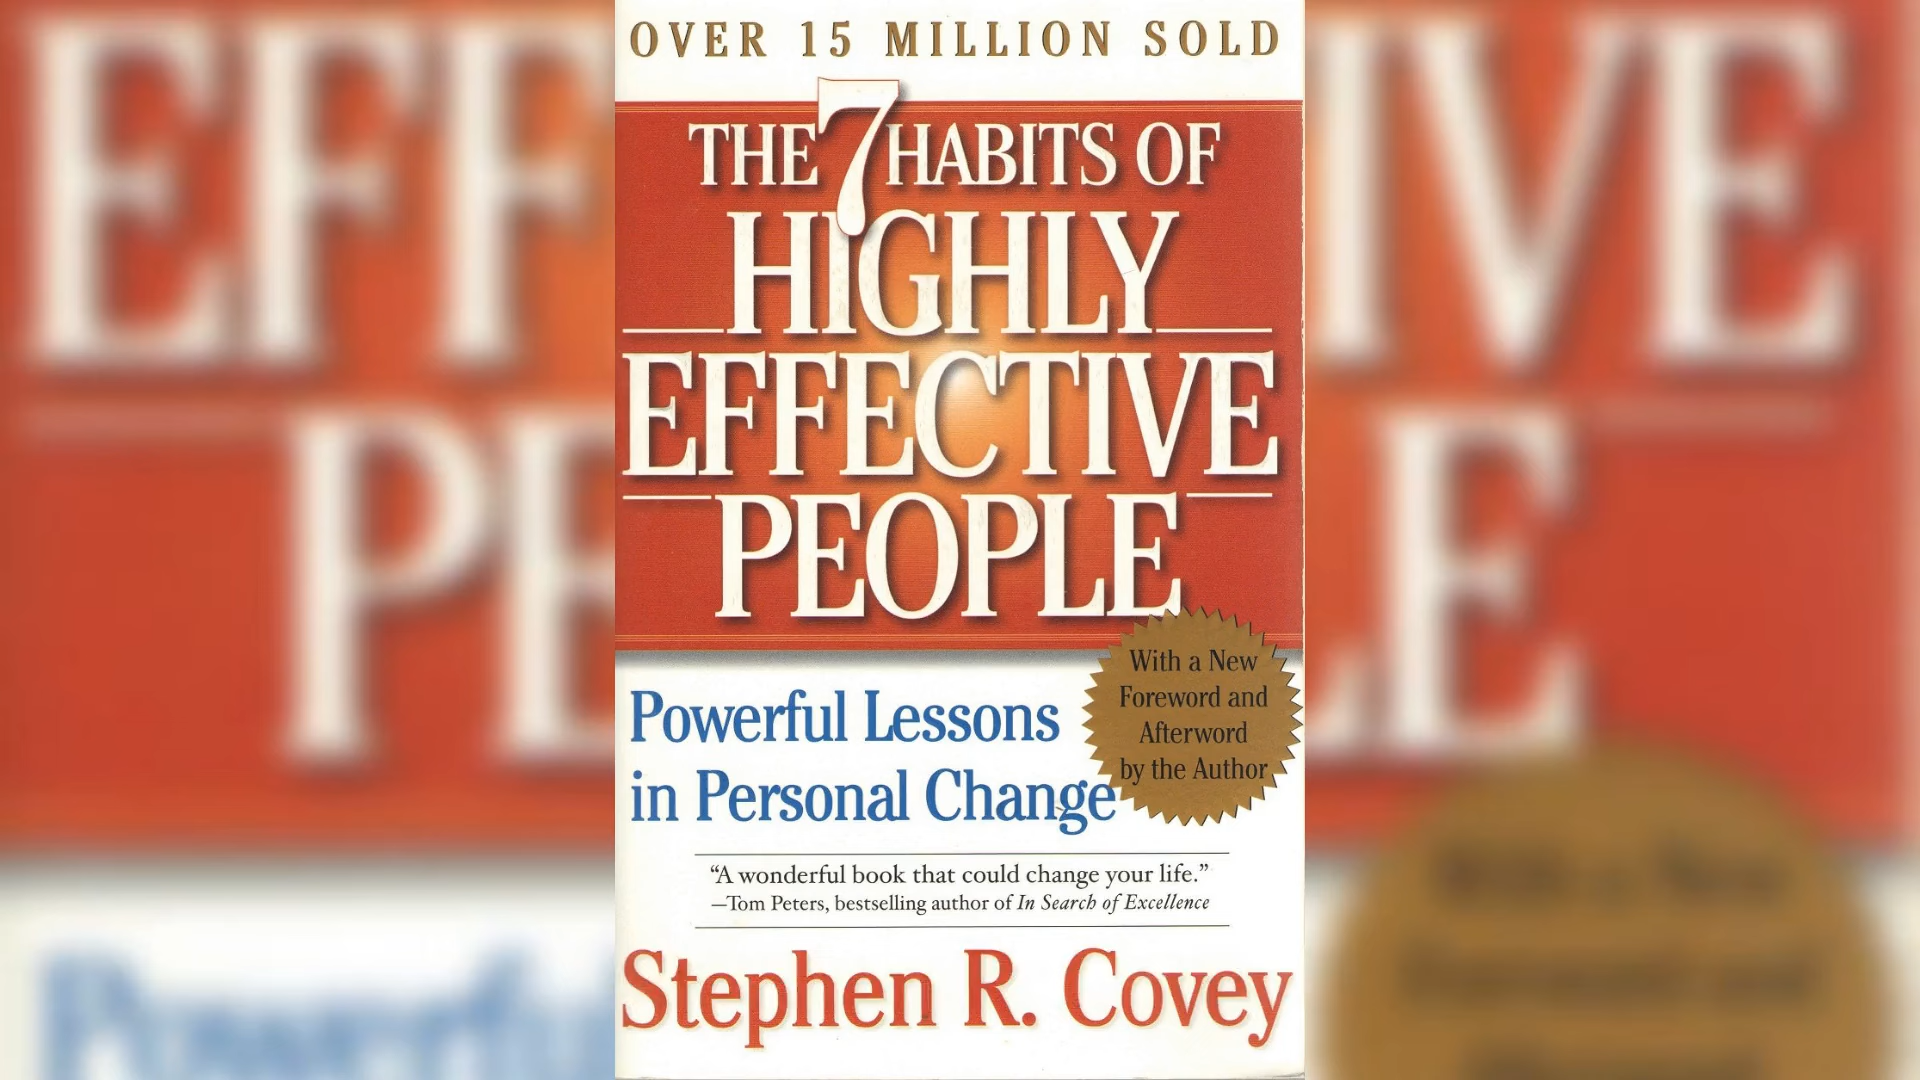 OVER 15 MILLION SOLD
THE 7 HABITS OF
HIGHLY
EFFECTIVE
PEOPLE
With a New
Foreword and
Afterword
by the Author
Powerful Lessons
in Personal Change
“A wonderful book that could change your life.”
—Tom Peters, bestselling author of In Search of Excellence
Stephen R. Covey